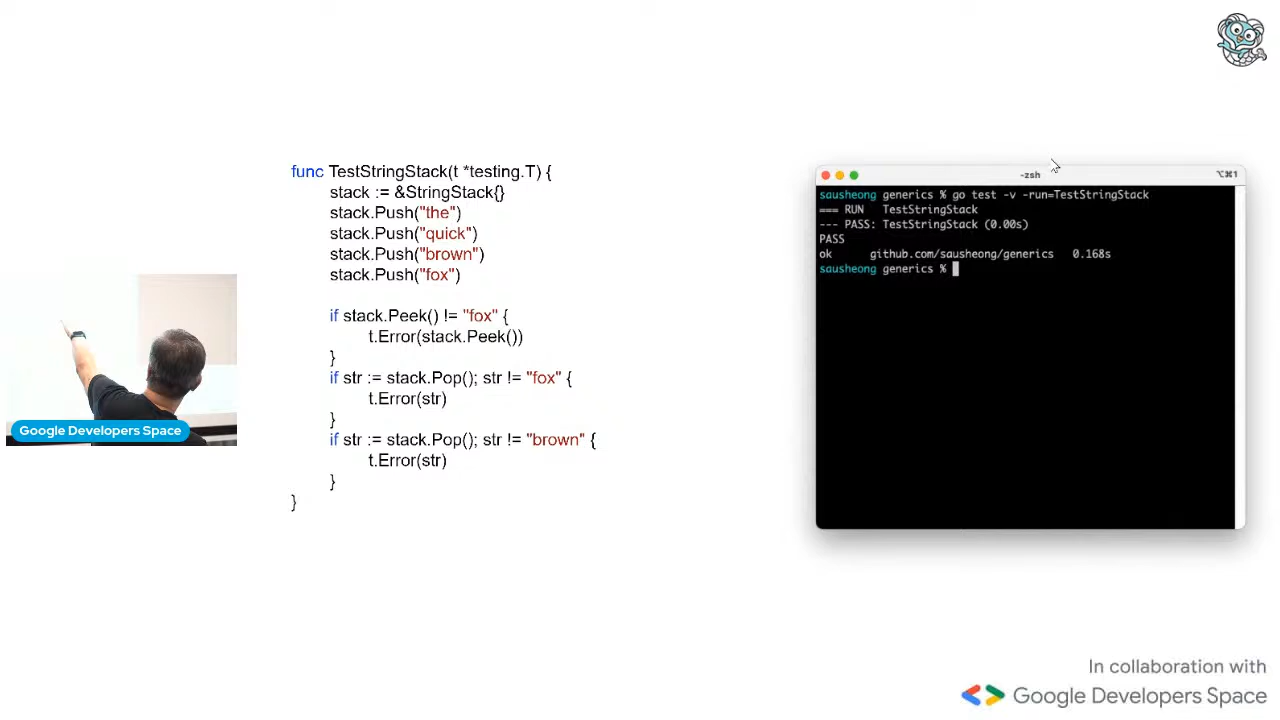 func TestStringStack(t *testing.T) {
stack := &StringStack{}
stack.Push("the")
stack.Push("quick")
stack.Push("brown")
stack.Push("fox")
if stack.Peek() != "fox" {
t.Error(stack.Peek())
}
if str := stack.Pop(); str != "fox" {
t.Error(str)
}
if str := stack.Pop(); str != "brown" {
t.Error(str)
}
}
Google Developers Space
-zsh
⌥⌘1
sausheong generics % go test -v -run=TestStringStack
=== RUN TestStringStack
--- PASS: TestStringStack (0.00s)
PASS
ok github.com/sausheong/generics 0.168s
sausheong generics %
In collaboration with
Google Developers Space